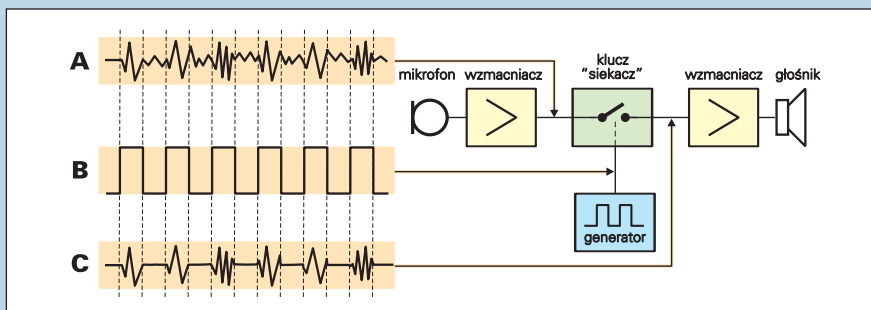 A
B
C
mikrofon
wzmacniacz
klucz
"siekacz"
wzmacniacz
głośnik
generator